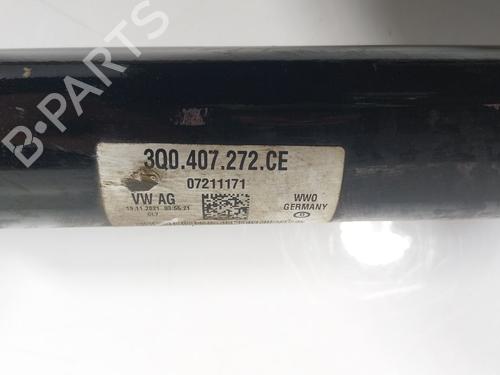 B-PARTS
3Q0.407.272.CE
07211171
VW AG
WWO
GERMANY